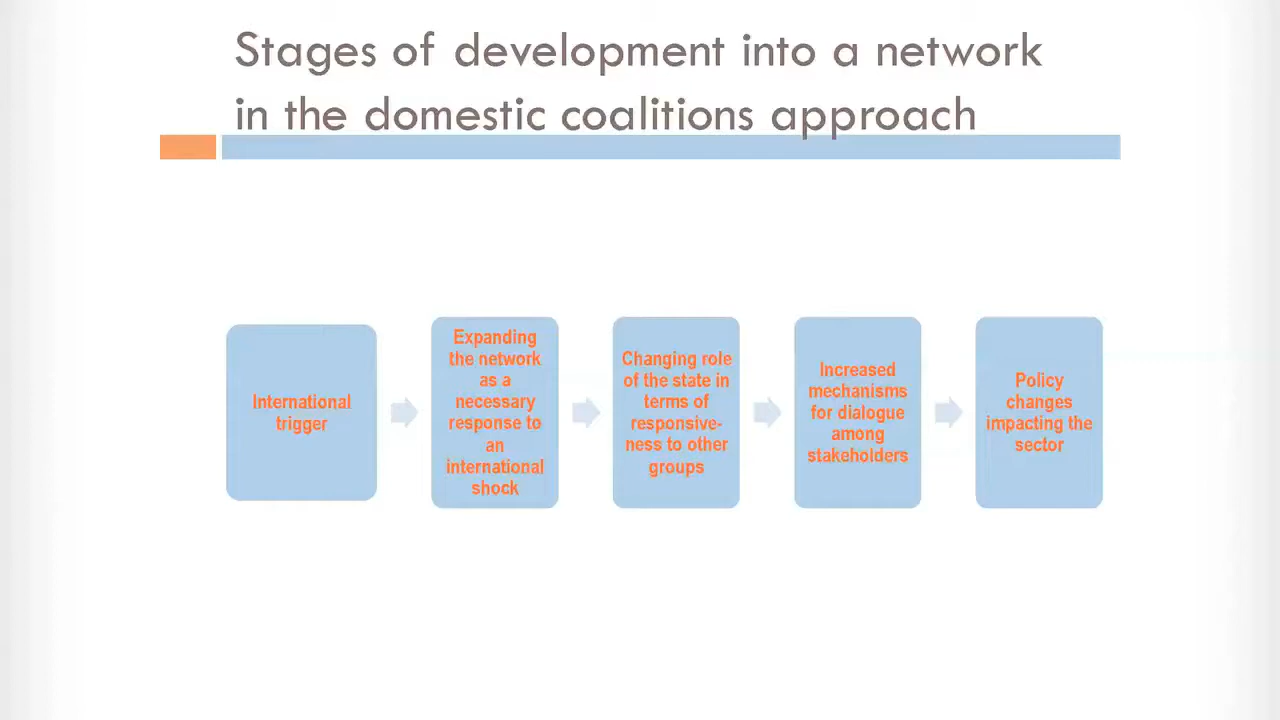 Stages of development into a network
in the domestic coalitions approach
International
trigger
Expanding
the network
as a
necessary
response to
an
international
shock
Changing role
of the state in
terms of
responsive-
ness to other
groups
Increased
mechanisms
for dialogue
among
stakeholders
Policy
changes
impacting the
sector